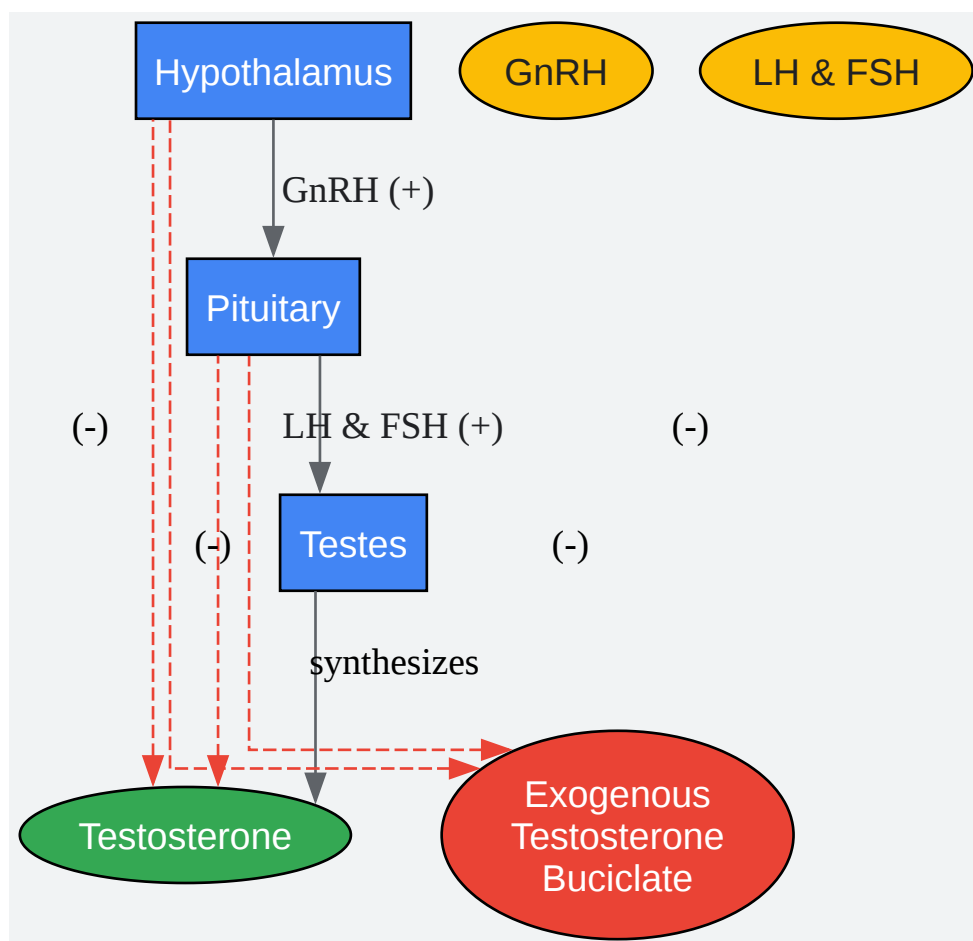 Hypothalamus
GnRH
LH & FSH
GnRH (+)
Pituitary
(-)
LH & FSH (+)
(-)
(-)
Testes
(-)
synthesizes
Testosterone
Exogenous
Testosterone
Buciclate